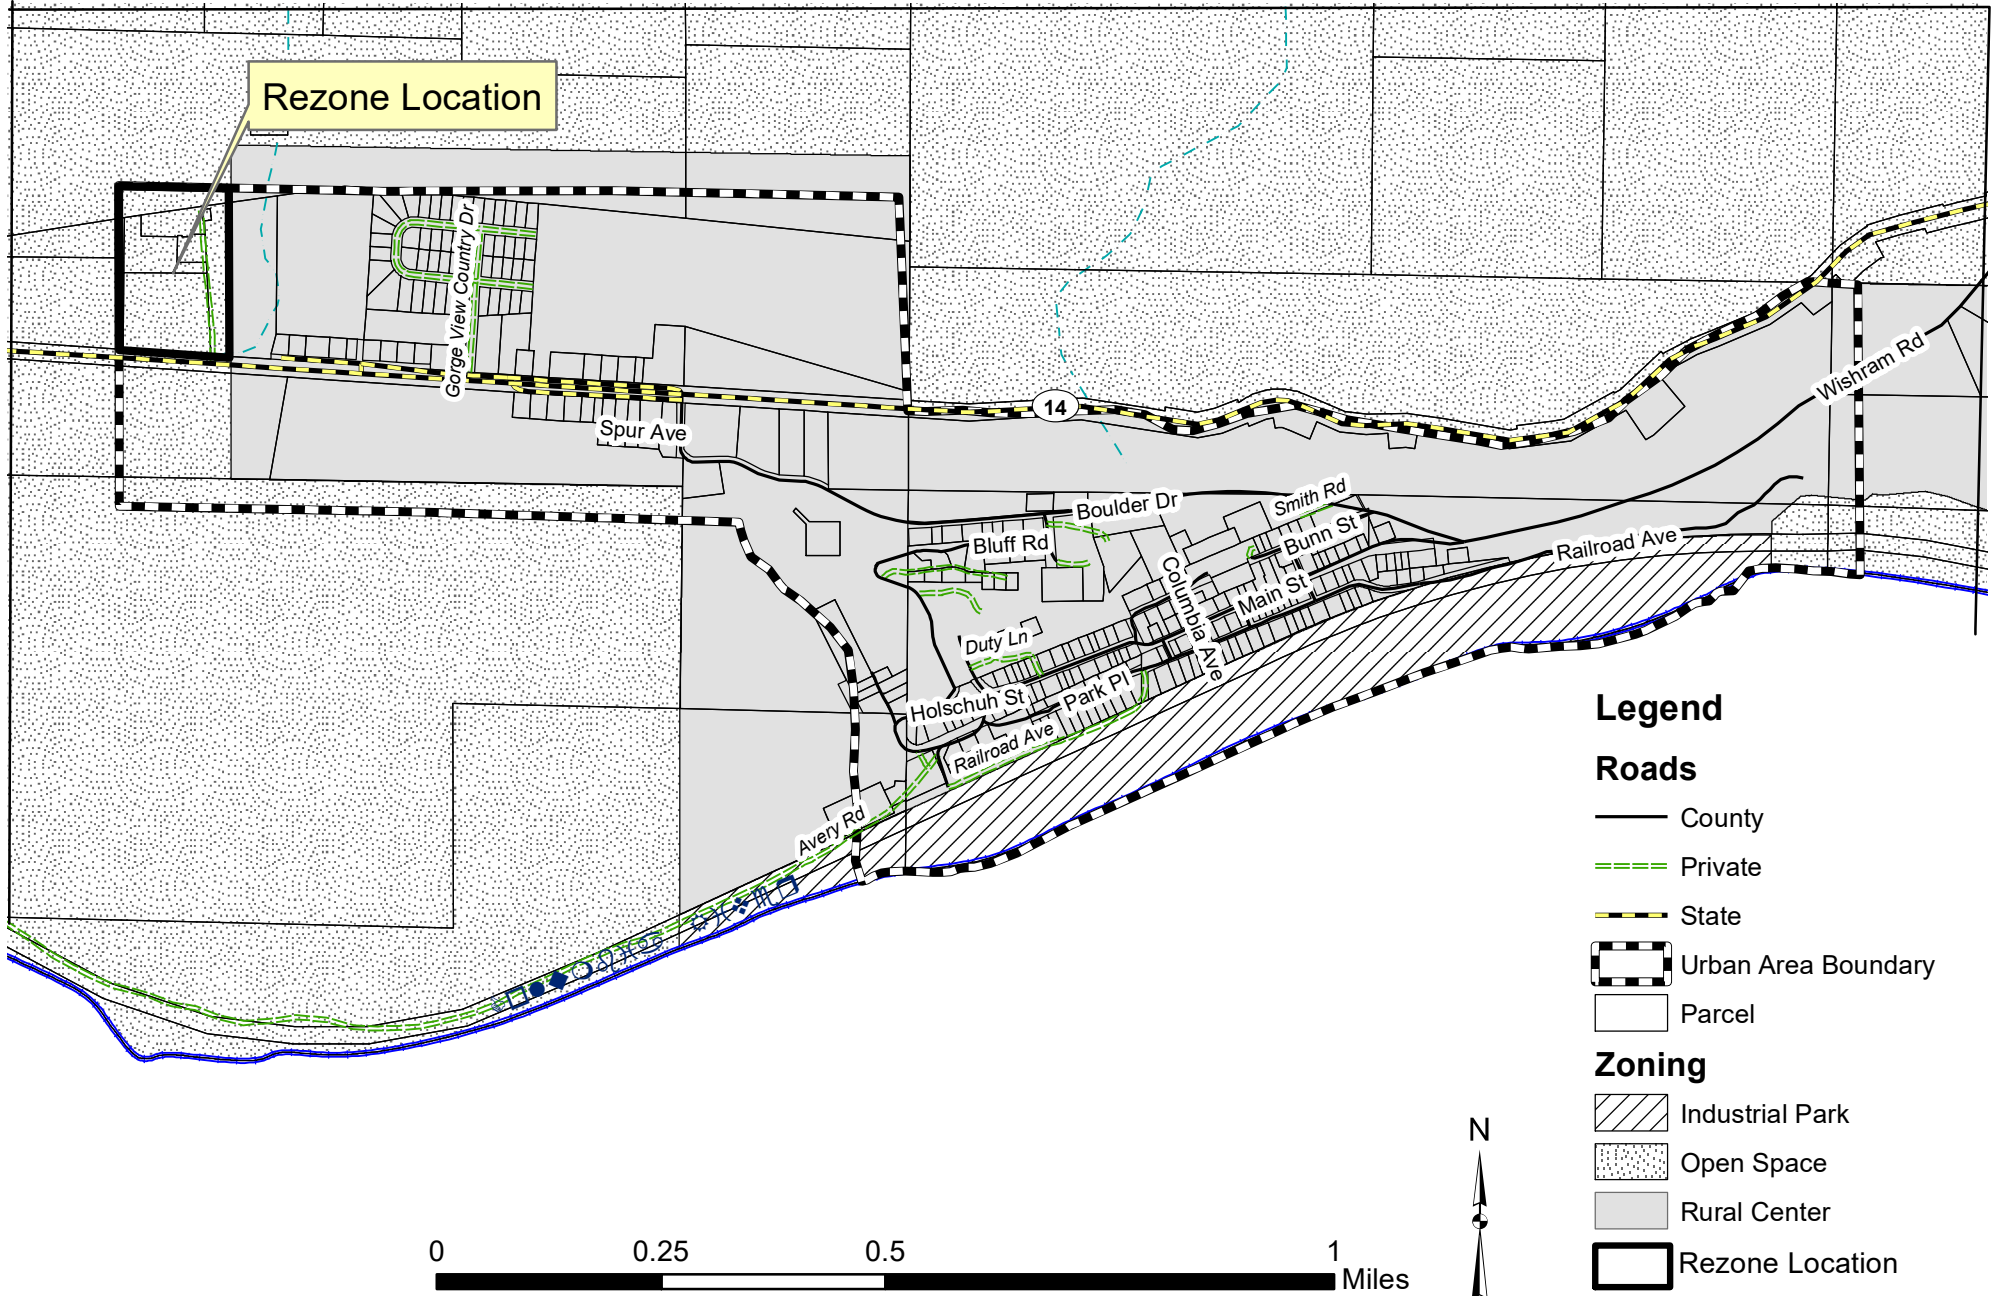 Rezone Location
Gorge View Country Dr
Spur Ave
14
Wishram Rd
Boulder Dr
Smith Rd
Bunn St
Bluff Rd
Railroad Ave
Columbia Ave
Main St
Duty Ln
Park Pl
Holschuh St
Railroad Ave
Avery Rd
Legend
Roads
County
Private
State
Urban Area Boundary
Parcel
Zoning
Industrial Park
Open Space
Rural Center
Rezone Location
N
0 0.25 0.5 1
Miles